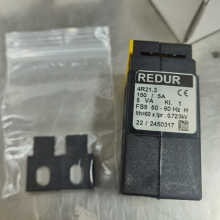 REDUR
4R21.3
150 / 5A
5 VA Kl. 1
FS5 50 - 60 Hz H
Ith=60 x Ipr ; 0,72/3kV
22 / 2450317